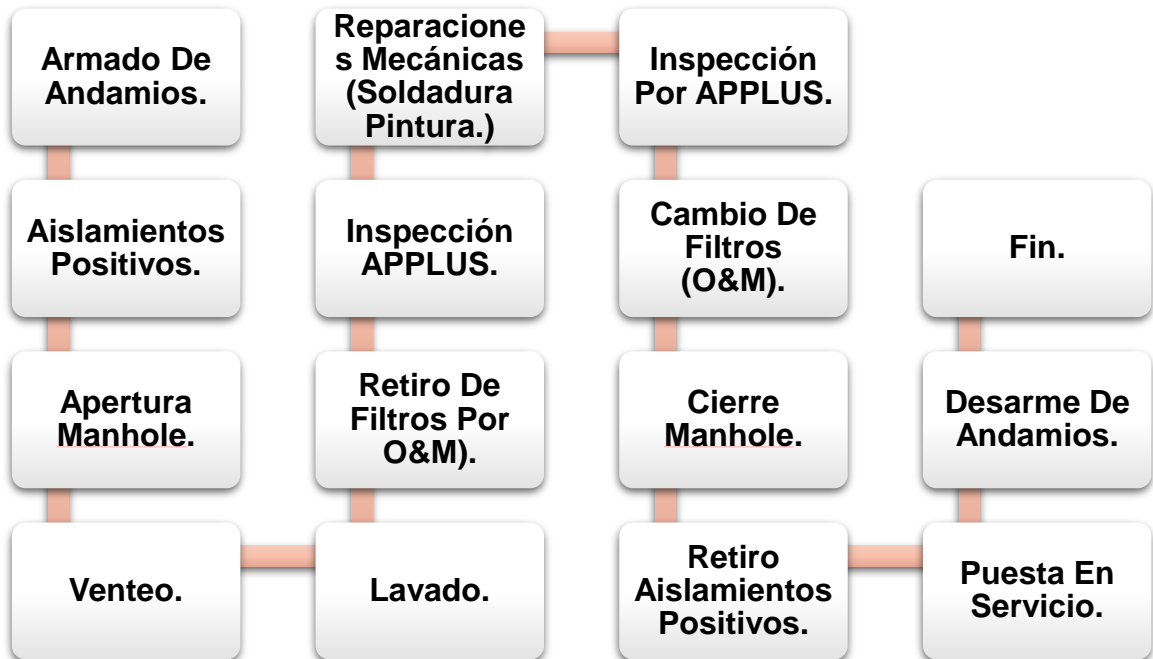 Armado De
Andamios.
Aislamientos
Positivos.
Apertura
Manhole.
Venteo.
Lavado.
Retiro De
Filtros Por
O&M).
Inspección
APPLUS.
Reparacione
s Mecánicas
(Soldadura
Pintura.)
Inspección
Por APPLUS.
Cambio De
Filtros
(O&M).
Cierre
Manhole.
Retiro
Aislamientos
Positivos.
Puesta En
Servicio.
Desarme De
Andamios.
Fin.